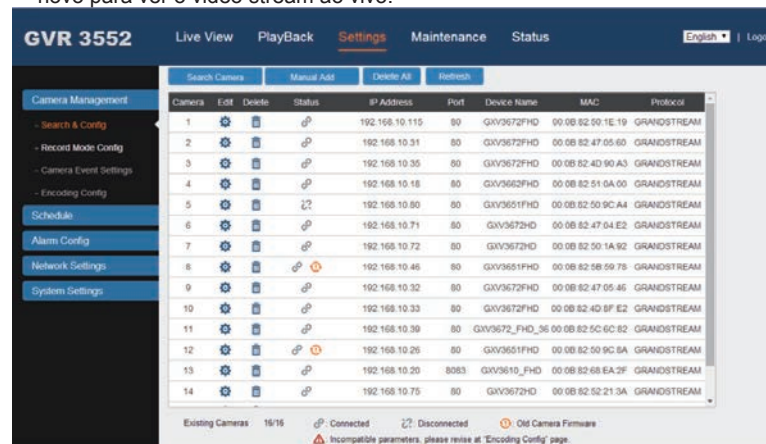 novo para ver o vídeo stream ao vivo.
GVR 3552 Live View PlayBack Settings Maintenance Status English | Logo
Search Camera Manual Add Delete All Refresh
Camera Management
- Search & Config
- Record Mode Config
- Camera Event Settings
- Encoding Config
Schedule
Alarm Config
Network Settings
System Settings
Camera Edit Delete Status IP Address Port Device Name MAC Protocol
1 192.168.10.115 80 GXV3672FHD 00:0B:82:50:1E:19 GRANDSTREAM
2 192.168.10.31 80 GXV3672FHD 00:0B:82:47:05:60 GRANDSTREAM
3 192.168.10.35 80 GXV3672FHD 00:0B:82:4D:90:A3 GRANDSTREAM
4 192.168.10.18 80 GXV3662FHD 00:0B:82:51:0A:00 GRANDSTREAM
5 192.168.10.80 80 GXV3651FHD 00:0B:82:50:9C:A4 GRANDSTREAM
6 192.168.10.71 80 GXV3672HD 00:0B:82:47:04:E2 GRANDSTREAM
7 192.168.10.72 80 GXV3672HD 00:0B:82:50:1A:92 GRANDSTREAM
8 192.168.10.46 80 GXV3651FHD 00:0B:82:5B:59:75 GRANDSTREAM
9 192.168.10.32 80 GXV3672FHD 00:0B:82:47:05:46 GRANDSTREAM
10 192.168.10.33 80 GXV3672FHD 00:0B:82:4D:8F:E2 GRANDSTREAM
11 192.168.10.39 80 GXV3672_FHD_36 00:0B:82:5C:6C:82 GRANDSTREAM
12 192.168.10.26 80 GXV3651FHD 00:0B:82:50:9C:8A GRANDSTREAM
13 192.168.10.20 8083 GXV3610_FHD 00:0B:82:68:EA:2F GRANDSTREAM
14 192.168.10.75 80 GXV3672HD 00:0B:82:52:21:3A GRANDSTREAM
Existing Cameras 16/16 : Connected : Disconnected : Old Camera Firmware
: Incompatible parameters, please revise at "Encoding Config" page.